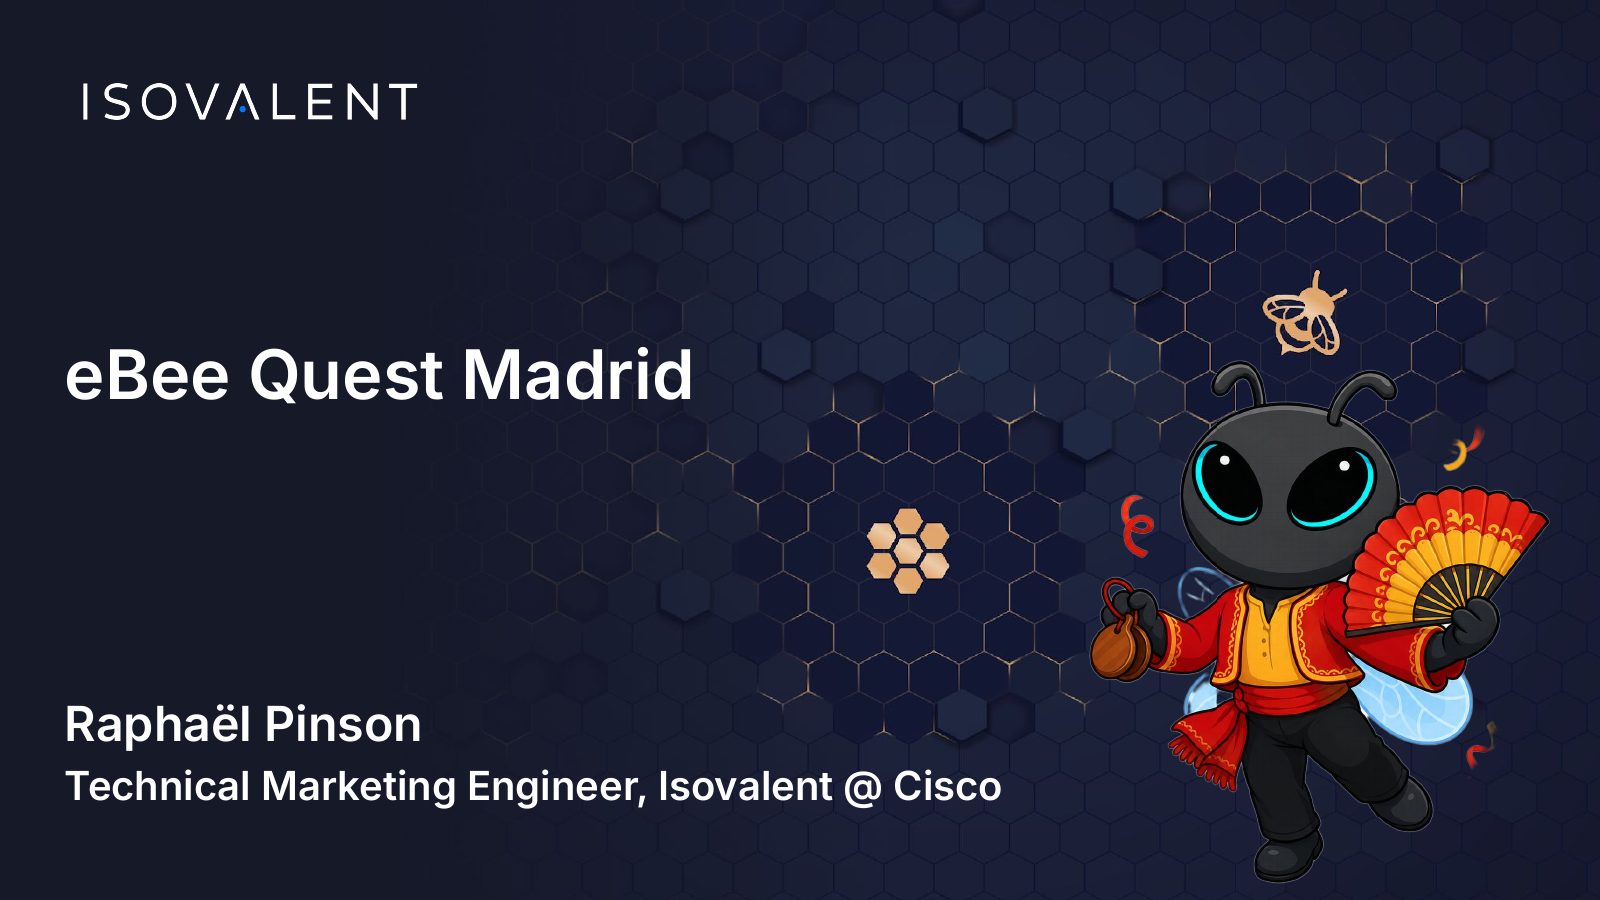 ISOVALENT
eBee Quest Madrid
Raphaël Pinson
Technical Marketing Engineer, Isovalent @ Cisco